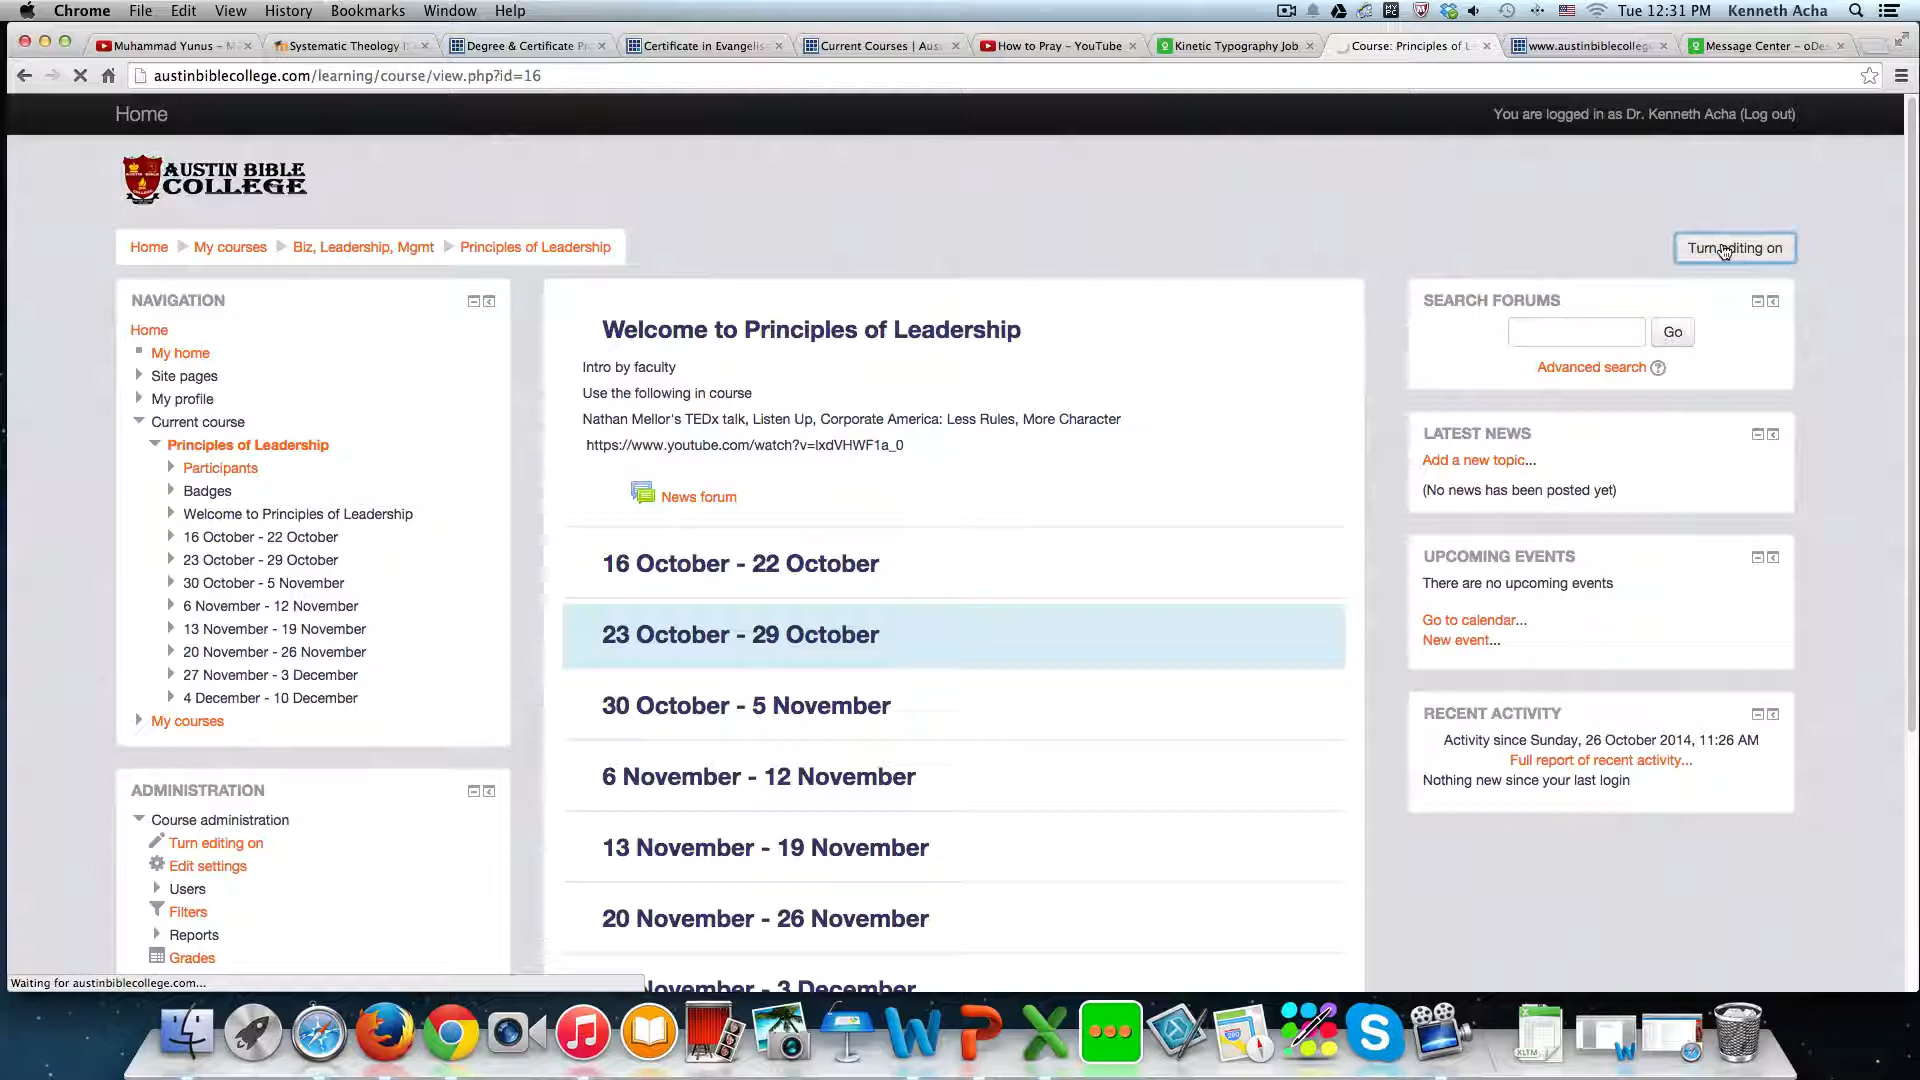 Chrome File Edit View History Bookmarks Window Help Tue 12:31 PM Kenneth Acha
Muhammad Yunus - M Systematic Theology I Degree & Certificate Pr Certificate in Evangelis Current Courses | Aus How to Pray - YouTube Kinetic Typography Job Course: Principles of L www.austinbiblecolleg Message Center - oDes
austinbiblecollege.com/learning/course/view.php?id=16
Home You are logged in as Dr. Kenneth Acha (Log out)
AUSTIN BIBLE
COLLEGE
Home My courses Biz, Leadership, Mgmt Principles of Leadership Turn editing on
NAVIGATION
Home
My home
Site pages
My profile
Current course
Principles of Leadership
Participants
Badges
Welcome to Principles of Leadership
16 October - 22 October
23 October - 29 October
30 October - 5 November
6 November - 12 November
13 November - 19 November
20 November - 26 November
27 November - 3 December
4 December - 10 December
My courses
ADMINISTRATION
Course administration
Turn editing on
Edit settings
Users
Filters
Reports
Grades
Welcome to Principles of Leadership
Intro by faculty
Use the following in course
Nathan Mellor's TEDx talk, Listen Up, Corporate America: Less Rules, More Character
https://www.youtube.com/watch?v=lxdVHWF1a_0
News forum
16 October - 22 October
23 October - 29 October
30 October - 5 November
6 November - 12 November
13 November - 19 November
20 November - 26 November
November - 3 December
SEARCH FORUMS
Go
Advanced search
LATEST NEWS
Add a new topic...
(No news has been posted yet)
UPCOMING EVENTS
There are no upcoming events
Go to calendar...
New event...
RECENT ACTIVITY
Activity since Sunday, 26 October 2014, 11:26 AM
Full report of recent activity...
Nothing new since your last login
Waiting for austinbiblecollege.com...
XLTM